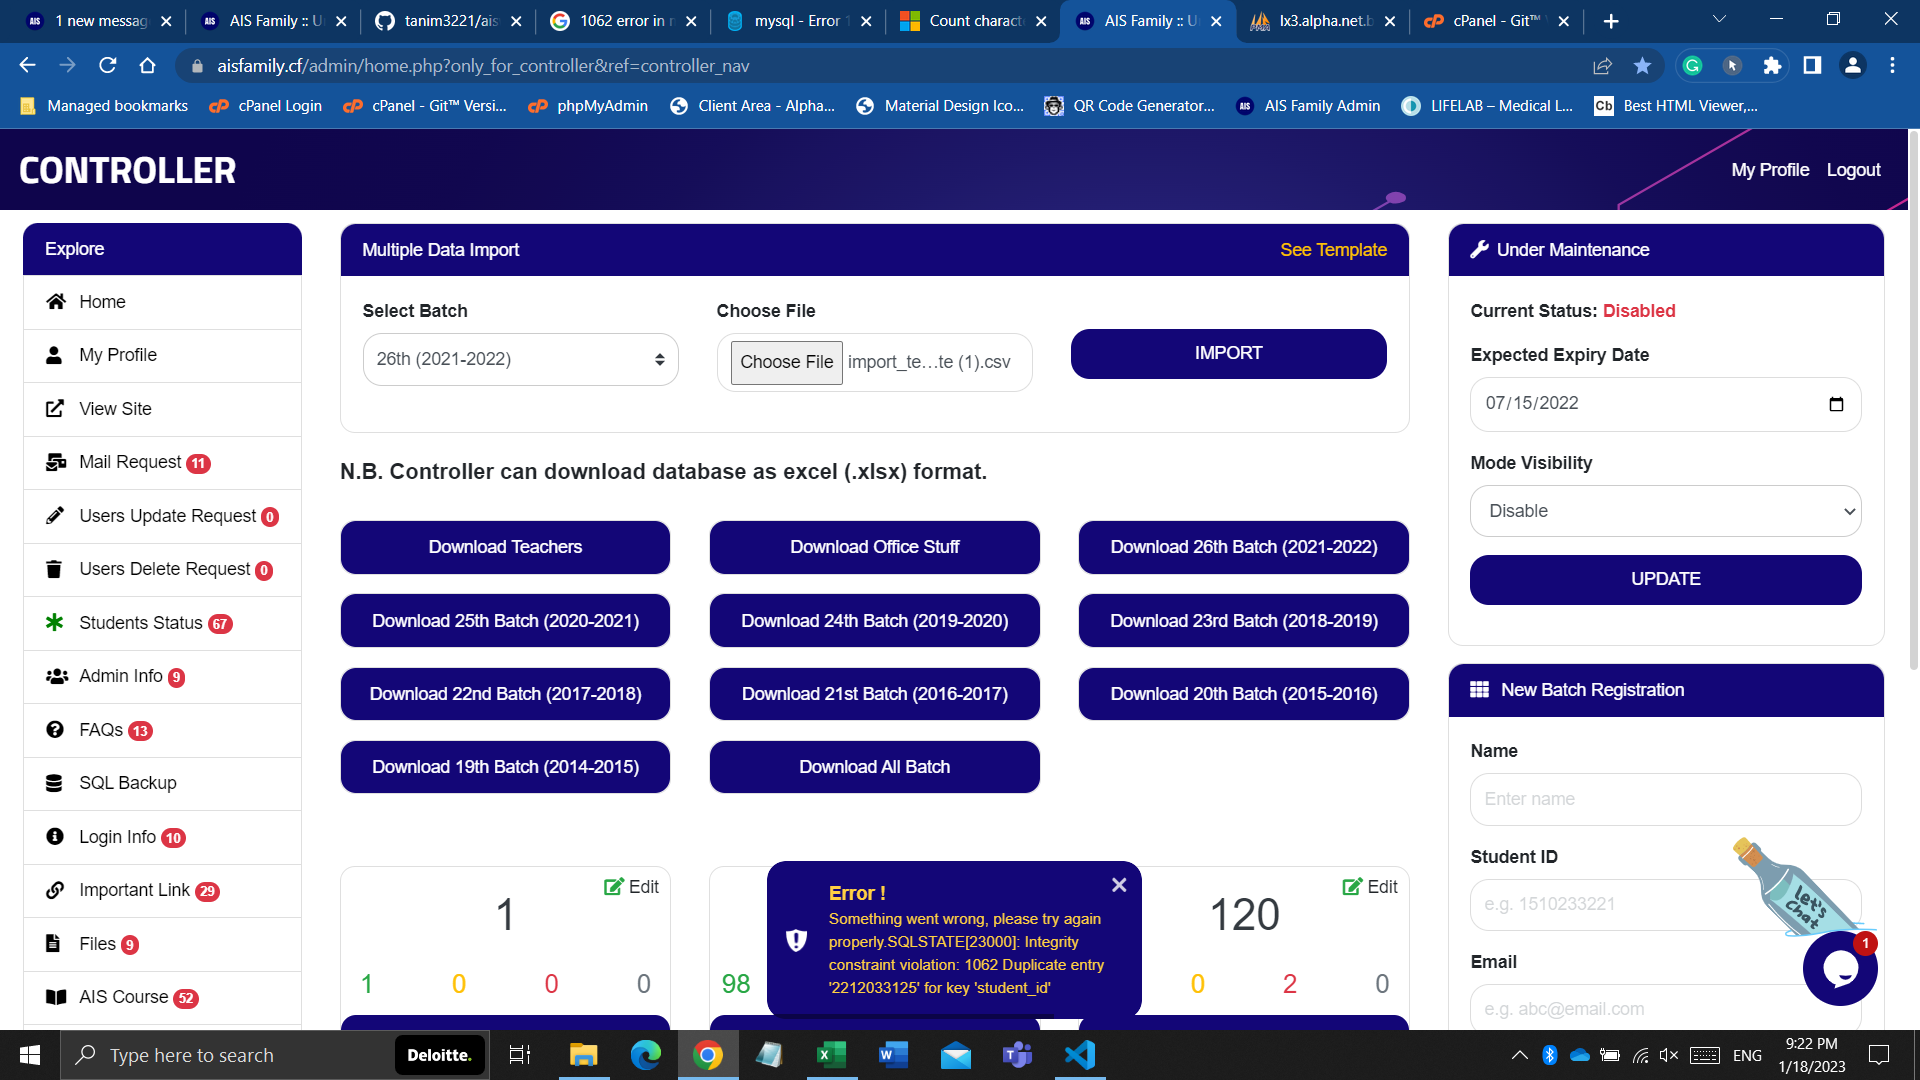 1 new messag
AIS Family :: U
tanim3221/ais
1062 error in
mysql - Error 1
Count charact
AIS Family :: U
lx3.alpha.net.b
cPanel - Git™
aisfamily.cf/admin/home.php?only_for_controller&ref=controller_nav
Managed bookmarks
cPanel Login
cPanel - Git™ Versi...
phpMyAdmin
Client Area - Alpha...
Material Design Ico...
QR Code Generator...
AIS Family Admin
LIFELAB – Medical L...
Cb Best HTML Viewer,...
CONTROLLER
My Profile
Logout
Explore
Home
My Profile
View Site
Mail Request 11
Users Update Request 0
Users Delete Request 0
Students Status 67
Admin Info 9
FAQs 13
SQL Backup
Login Info 10
Important Link 29
Files 9
AIS Course 52
Multiple Data Import
See Template
Select Batch
26th (2021-2022)
Choose File
Choose File import_te...te (1).csv
IMPORT
N.B. Controller can download database as excel (.xlsx) format.
Download Teachers
Download Office Stuff
Download 26th Batch (2021-2022)
Download 25th Batch (2020-2021)
Download 24th Batch (2019-2020)
Download 23rd Batch (2018-2019)
Download 22nd Batch (2017-2018)
Download 21st Batch (2016-2017)
Download 20th Batch (2015-2016)
Download 19th Batch (2014-2015)
Download All Batch
Edit
1
1 0 0 0
98
Edit
120
0 2 0
Error !
Something went wrong, please try again
properly.SQLSTATE[23000]: Integrity
constraint violation: 1062 Duplicate entry
'2212033125' for key 'student_id'
Under Maintenance
Current Status: Disabled
Expected Expiry Date
07/15/2022
Mode Visibility
Disable
UPDATE
New Batch Registration
Name
Enter name
Student ID
e.g. 1510233221
Email
e.g. abc@email.com
Let's
Chat
1
Type here to search
Deloitte.
ENG
9:22 PM
1/18/2023